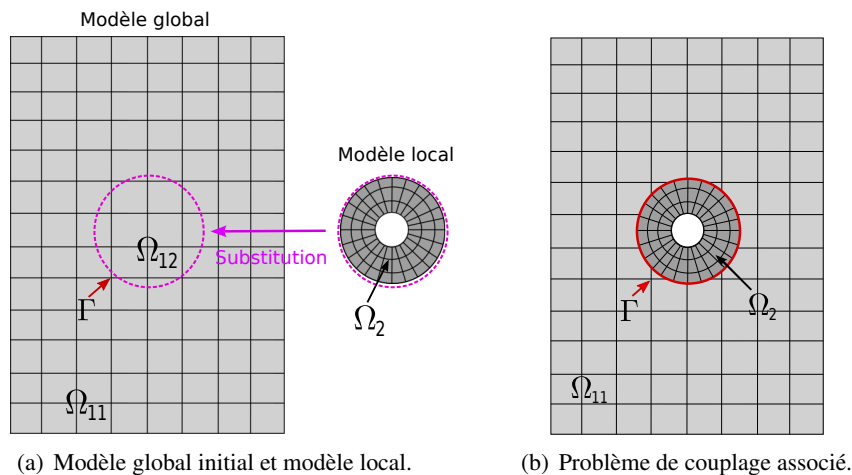 Modèle global
Modèle local
Ω₁₂
Substitution
Γ
Ω₂
Ω₁₁
Γ
Ω₂
Ω₁₁
(a) Modèle global initial et modèle local.
(b) Problème de couplage associé.